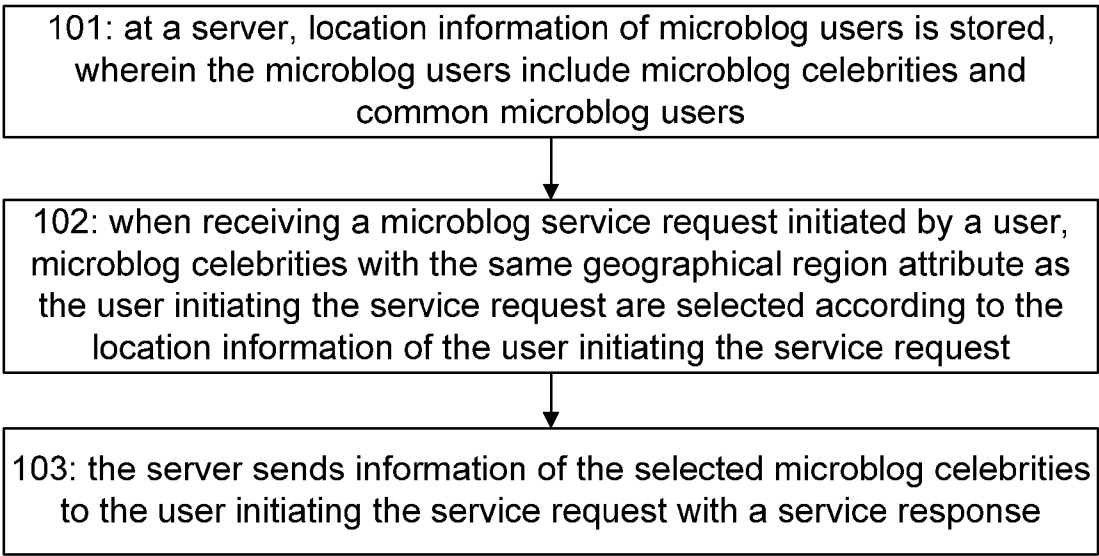 101: at a server, location information of microblog users is stored,
wherein the microblog users include microblog celebrities and
common microblog users
102: when receiving a microblog service request initiated by a user,
microblog celebrities with the same geographical region attribute as
the user initiating the service request are selected according to the
location information of the user initiating the service request
103: the server sends information of the selected microblog celebrities
to the user initiating the service request with a service response